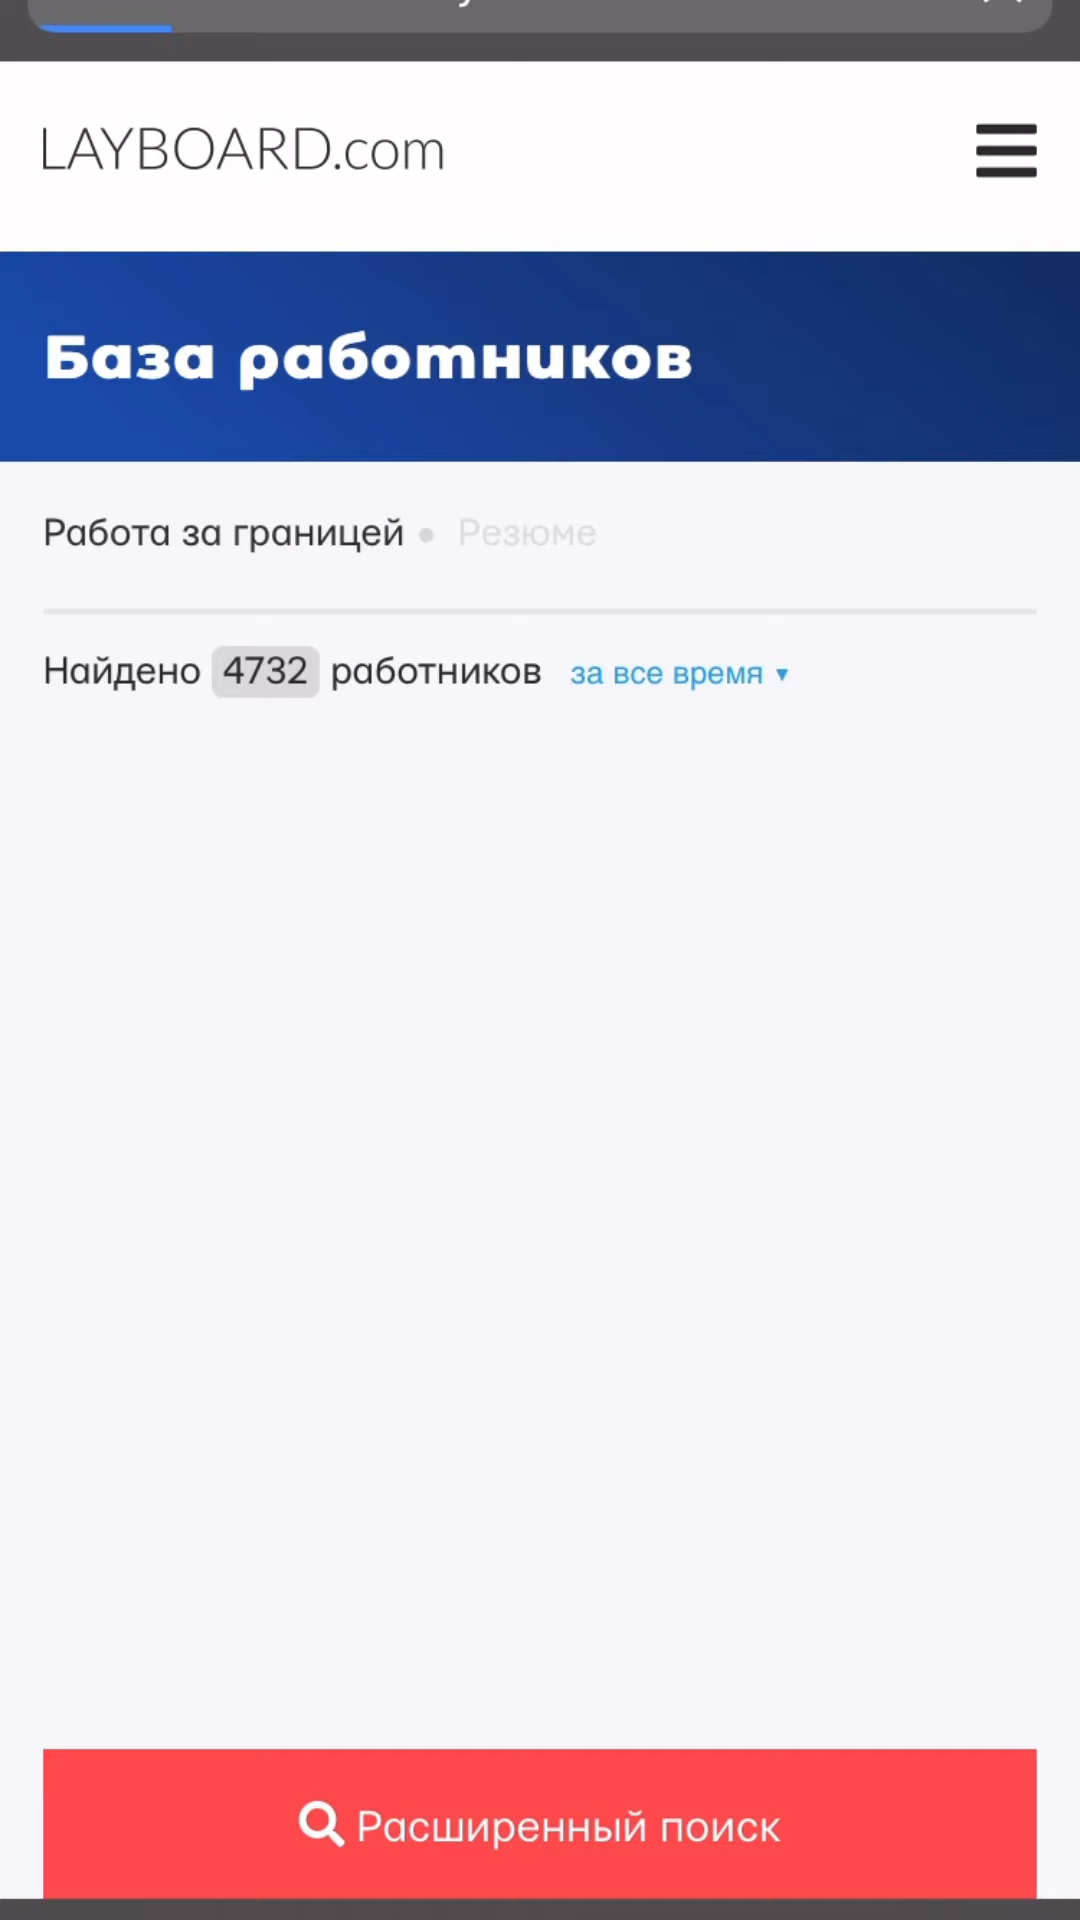 LAYBOARD.com
База работников
Работа за границей • Резюме
Найдено 4732 работников за все время ▼
Расширенный поиск